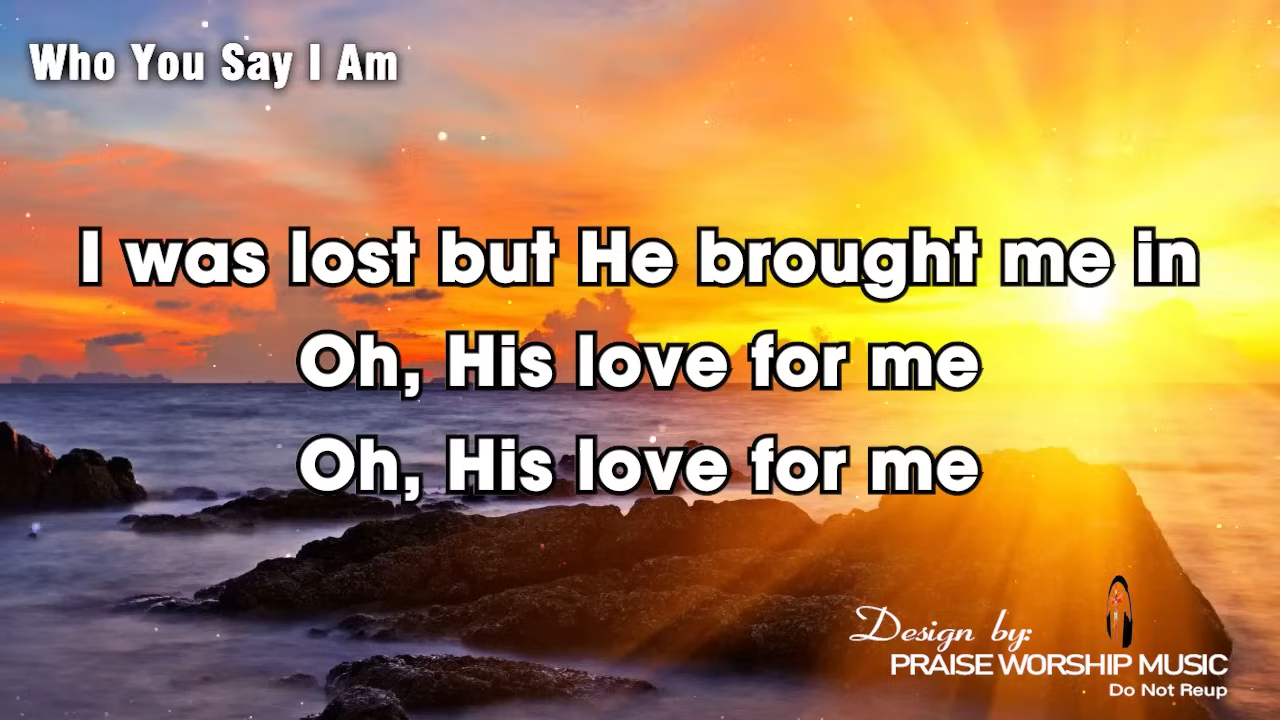 Who You Say I Am
I was lost but He brought me in
Oh, His love for me
Oh, His love for me
Design by:
PRAISE WORSHIP MUSIC
Do Not Reup